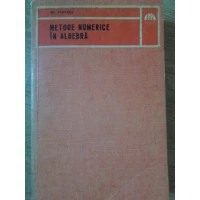 METODE NUMERICE
ÎN ALGEBRĂ